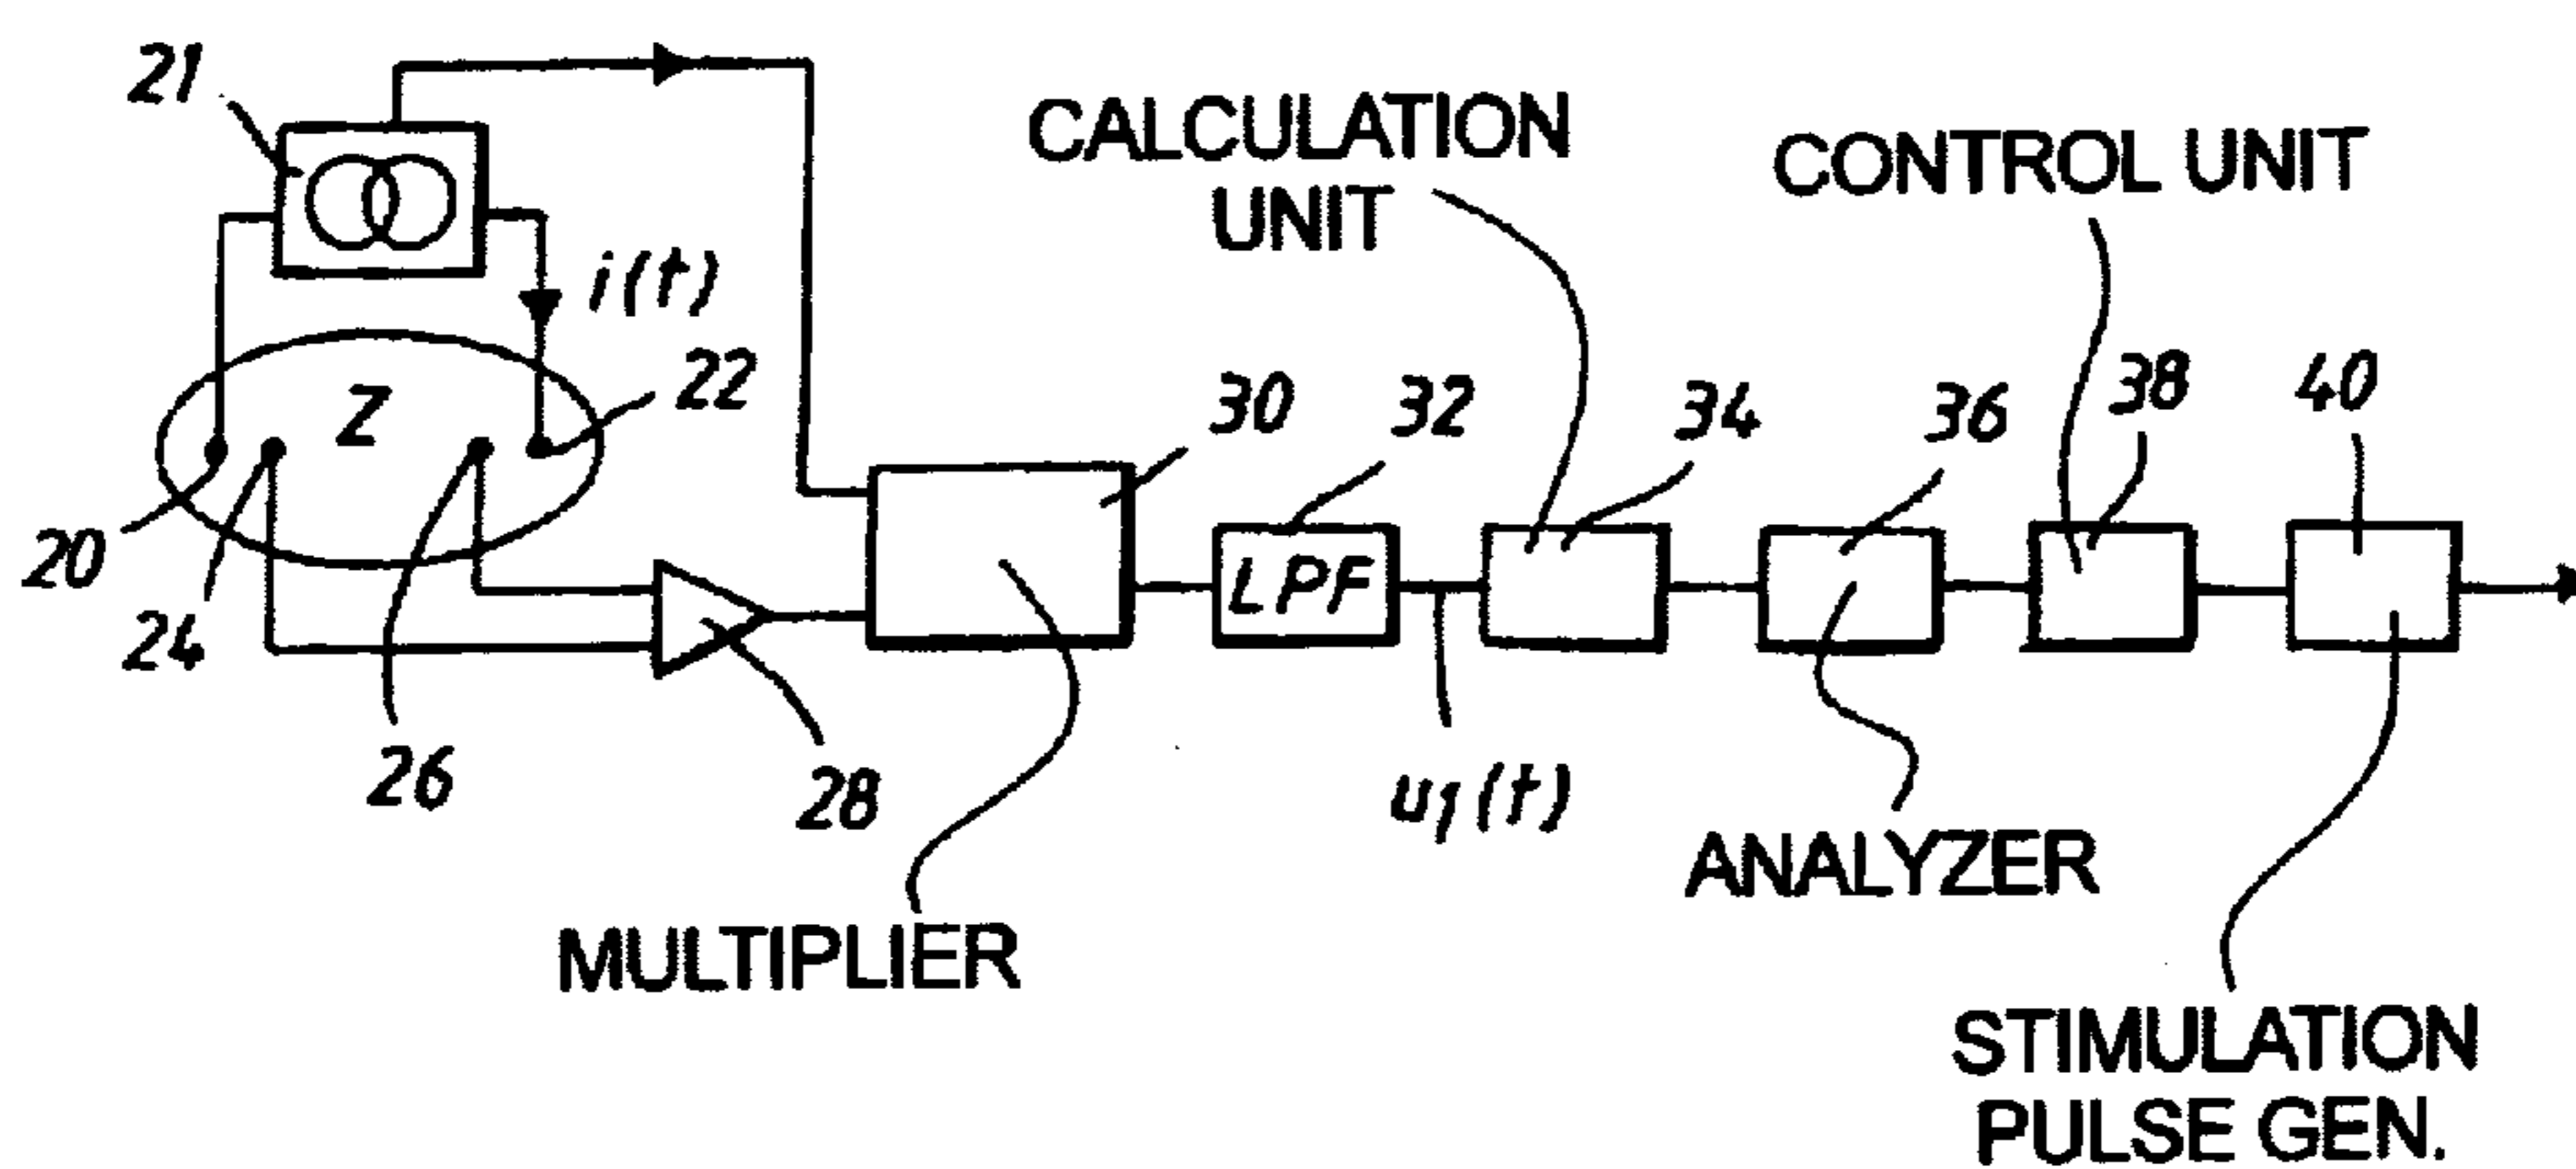 21
CALCULATION
UNIT
CONTROL UNIT
i(t)
Z
22
30
32
34
36
38
40
20
24
LPF
26
28
u1(t)
ANALYZER
MULTIPLIER
STIMULATION
PULSE GEN.